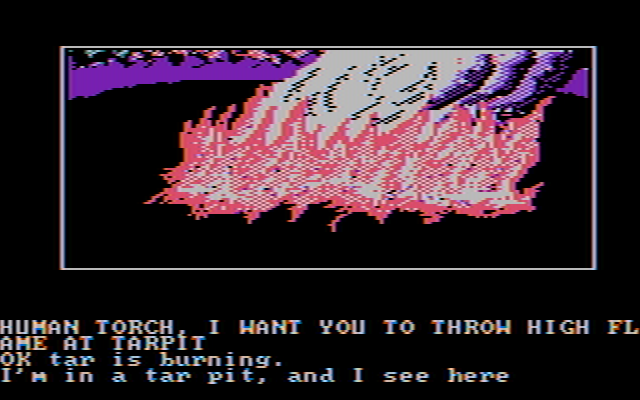 HUMAN TORCH, I WANT YOU TO THROW HIGH FL
AME AT TARPIT
OK tar is burning.
I'm in a tar pit, and I see here